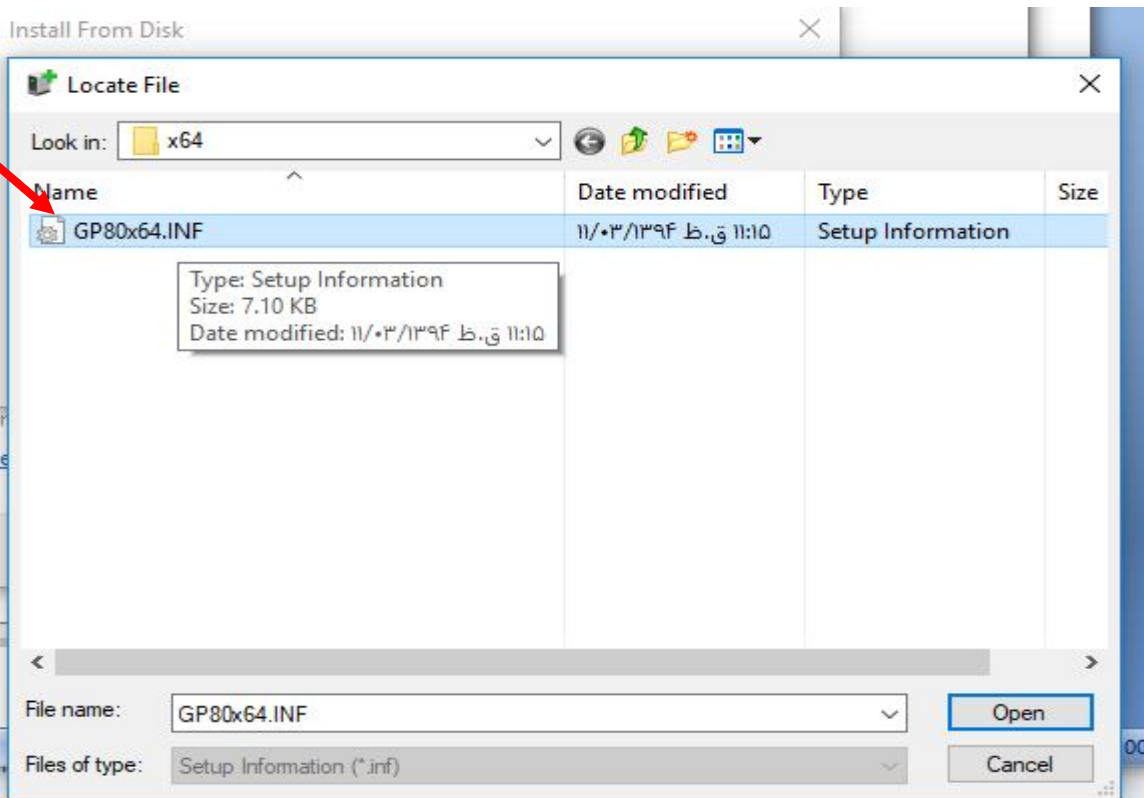 Install From Disk
Locate File
Look in: x64
Name Date modified Type Size
GP80x64.INF ۱۱/۰۳/۱۳۹۴ ق.ظ ۱۱:۱۵ Setup Information
Type: Setup Information
Size: 7.10 KB
Date modified: ۱۱/۰۳/۱۳۹۴ ق.ظ ۱۱:۱۵
File name: GP80x64.INF Open
Files of type: Setup Information (*.inf) Cancel